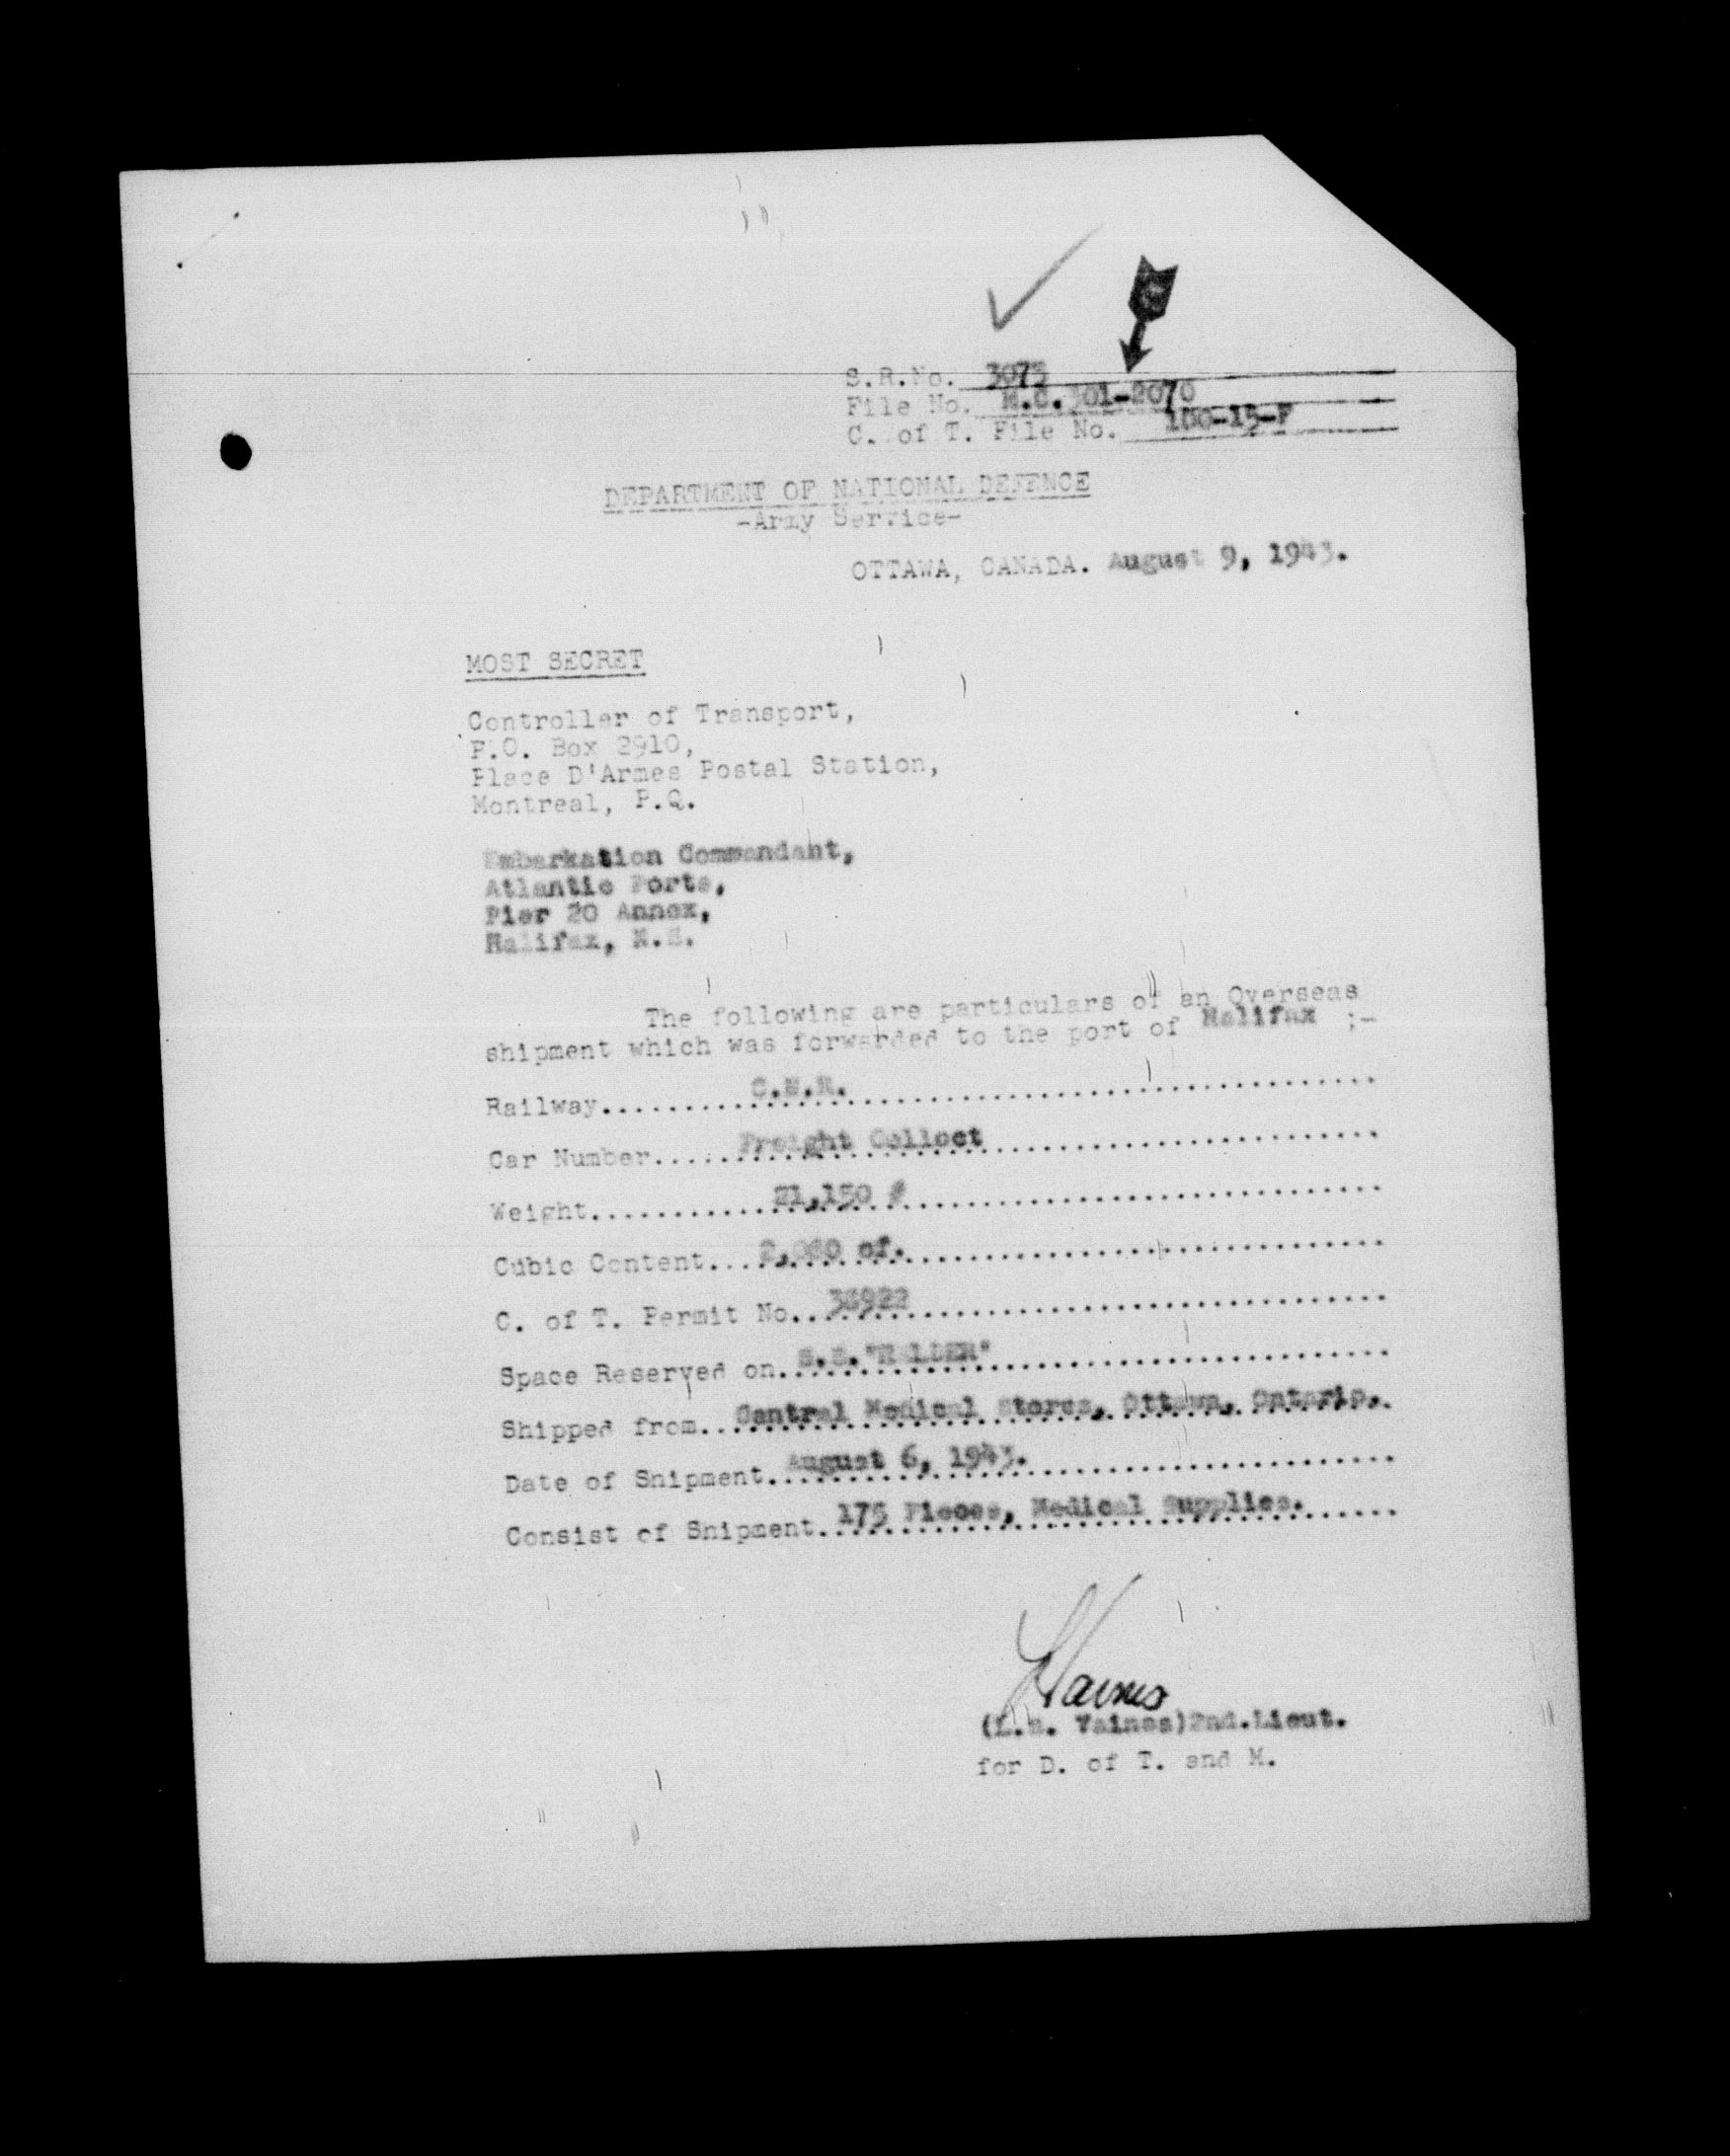 S.R.No. 3075
File No. M.C.301-2070
C. of T. File No. 100-15-F
DEPARTMENT OF NATIONAL DEFENCE
-Army Service-
OTTAWA, CANADA. August 9, 1943.
MOST SECRET
Controller of Transport,
P.O. Box 2910,
Place D'Armes Postal Station,
Montreal, P.Q.
Embarkation Commandant,
Atlantic Ports,
Pier 20 Annex,
Halifax, N.S.
The following are particulars of an Overseas
shipment which was forwarded to the port of Halifax :-
Railway.......C.N.R.......
Car Number.....Freight Collect.......
Weight.........21,150 #.......
Cubic Content.... cf.......
C. of T. Permit No...36922.......
Space Reserved on..S.S.
Shipped from..Central Medical Stores, Ottawa, Ontario.
Date of Shipment..August 6, 1943.......
Consist of Shipment..175 Pieces, Medical Supplies.......
Vaines
Vaines)2nd.Lieut.
for D. of T. and M.